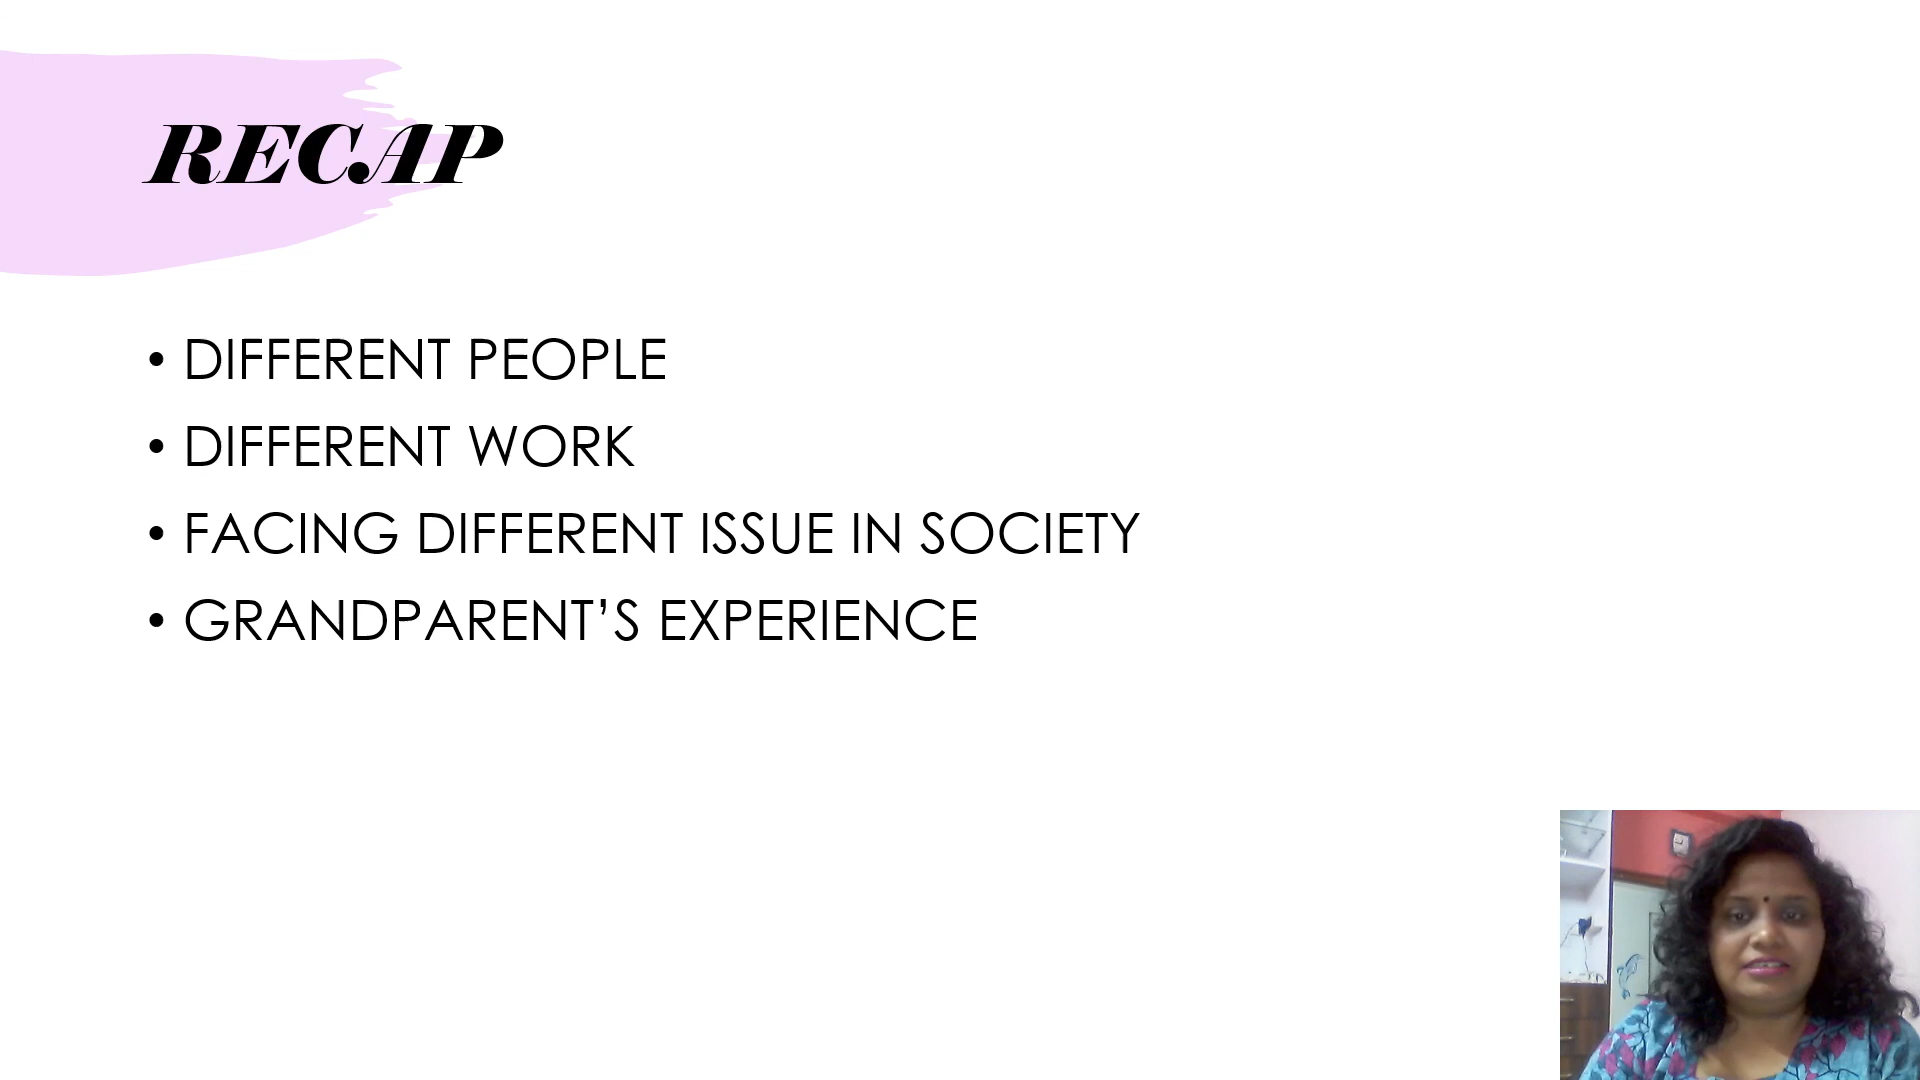 RECAP
• DIFFERENT PEOPLE
• DIFFERENT WORK
• FACING DIFFERENT ISSUE IN SOCIETY
• GRANDPARENT’S EXPERIENCE